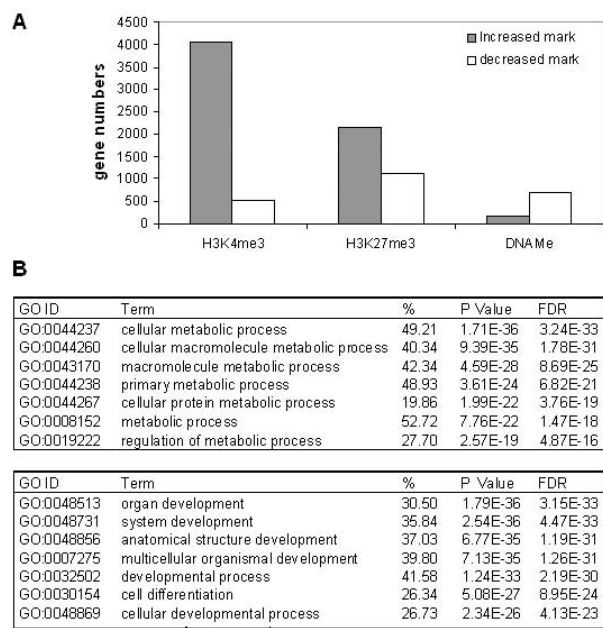 A
4500
4000
3500
3000
2500
2000
1500
1000
500
0
gene numbers
Increased mark
decreased mark
H3K4me3 H3K27me3 DNAMe
B
GO ID Term % P Value FDR
GO:0044237 cellular metabolic process 49.21 1.71E-36 3.24E-33
GO:0044260 cellular macromolecule metabolic process 40.34 9.39E-35 1.78E-31
GO:0043170 macromolecule metabolic process 42.34 4.59E-28 8.69E-25
GO:0044238 primary metabolic process 48.93 3.61E-24 6.82E-21
GO:0044267 cellular protein metabolic process 19.86 1.99E-22 3.76E-19
GO:0008152 metabolic process 52.72 7.76E-22 1.47E-18
GO:0019222 regulation of metabolic process 27.70 2.57E-19 4.87E-16
GO ID Term % P Value FDR
GO:0048513 organ development 30.50 1.79E-36 3.15E-33
GO:0048731 system development 35.84 2.54E-36 4.47E-33
GO:0048856 anatomical structure development 37.03 6.77E-35 1.19E-31
GO:0007275 multicellular organismal development 39.80 7.13E-35 1.26E-31
GO:0032502 developmental process 41.58 1.24E-33 2.19E-30
GO:0030154 cell differentiation 26.34 5.08E-27 8.95E-24
GO:0048869 cellular developmental process 26.73 2.34E-26 4.13E-23